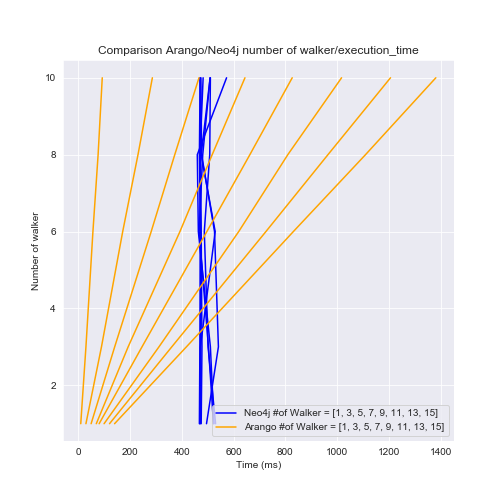 Comparison Arango/Neo4j number of walker/execution_time
10
8
6
4
2
Number of walker
Neo4j #of Walker = [1, 3, 5, 7, 9, 11, 13, 15]
Arango #of Walker = [1, 3, 5, 7, 9, 11, 13, 15]
0 200 400 600 800 1000 1200 1400
Time (ms)